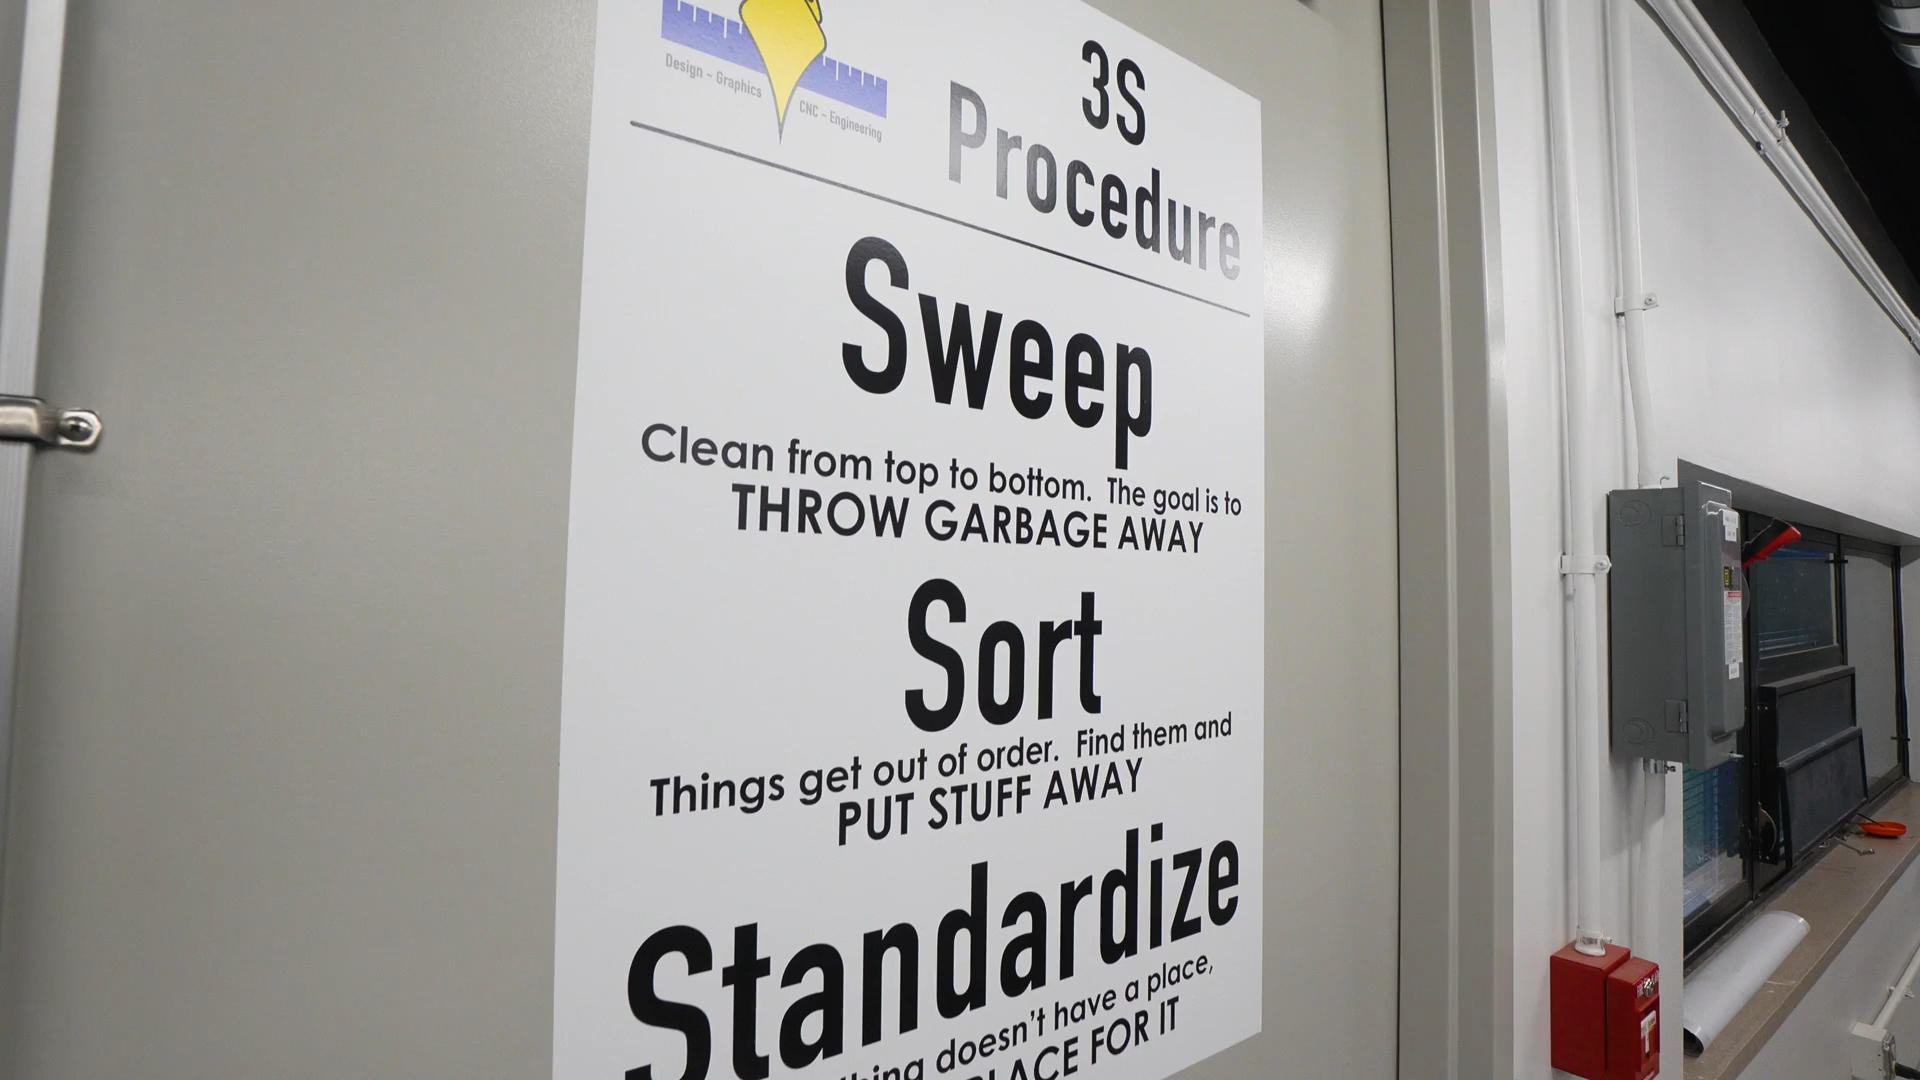 Design - Graphics
CNC - Engineering
3S
Procedure
Sweep
Clean from top to bottom. The goal is to
THROW GARBAGE AWAY
Sort
Things get out of order. Find them and
PUT STUFF AWAY
Standardize
doesn't have a place,
FOR IT